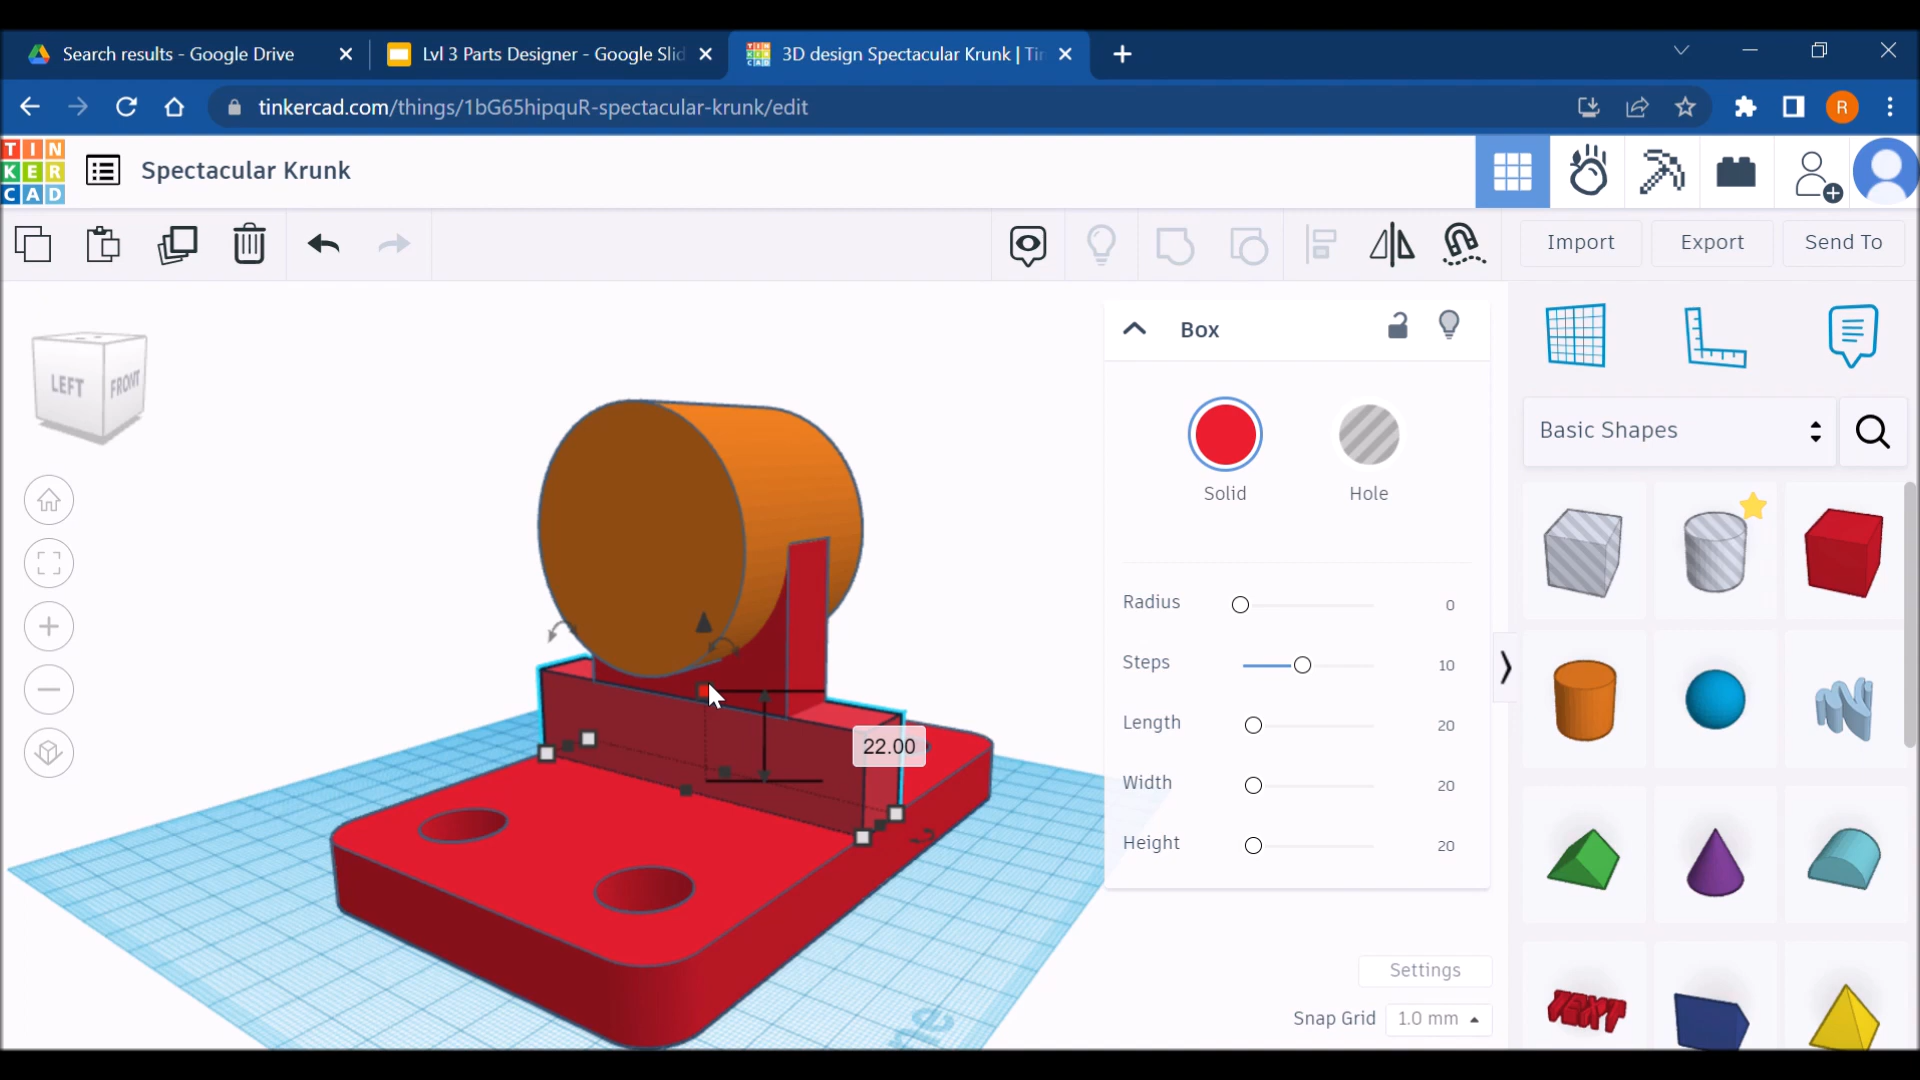 Search results - Google Drive
Lvl 3 Parts Designer - Google Slid
3D design Spectacular Krunk | Tin
tinkercad.com/things/1bG65hipquR-spectacular-krunk/edit
R
TIN
KER
CAD
Spectacular Krunk
Import
Export
Send To
LEFT
FRONT
Box
Solid
Hole
Radius 0
Steps 10
Length 20
Width 20
Height 20
22.00
Basic Shapes
TEXT
Settings
Snap Grid 1.0 mm